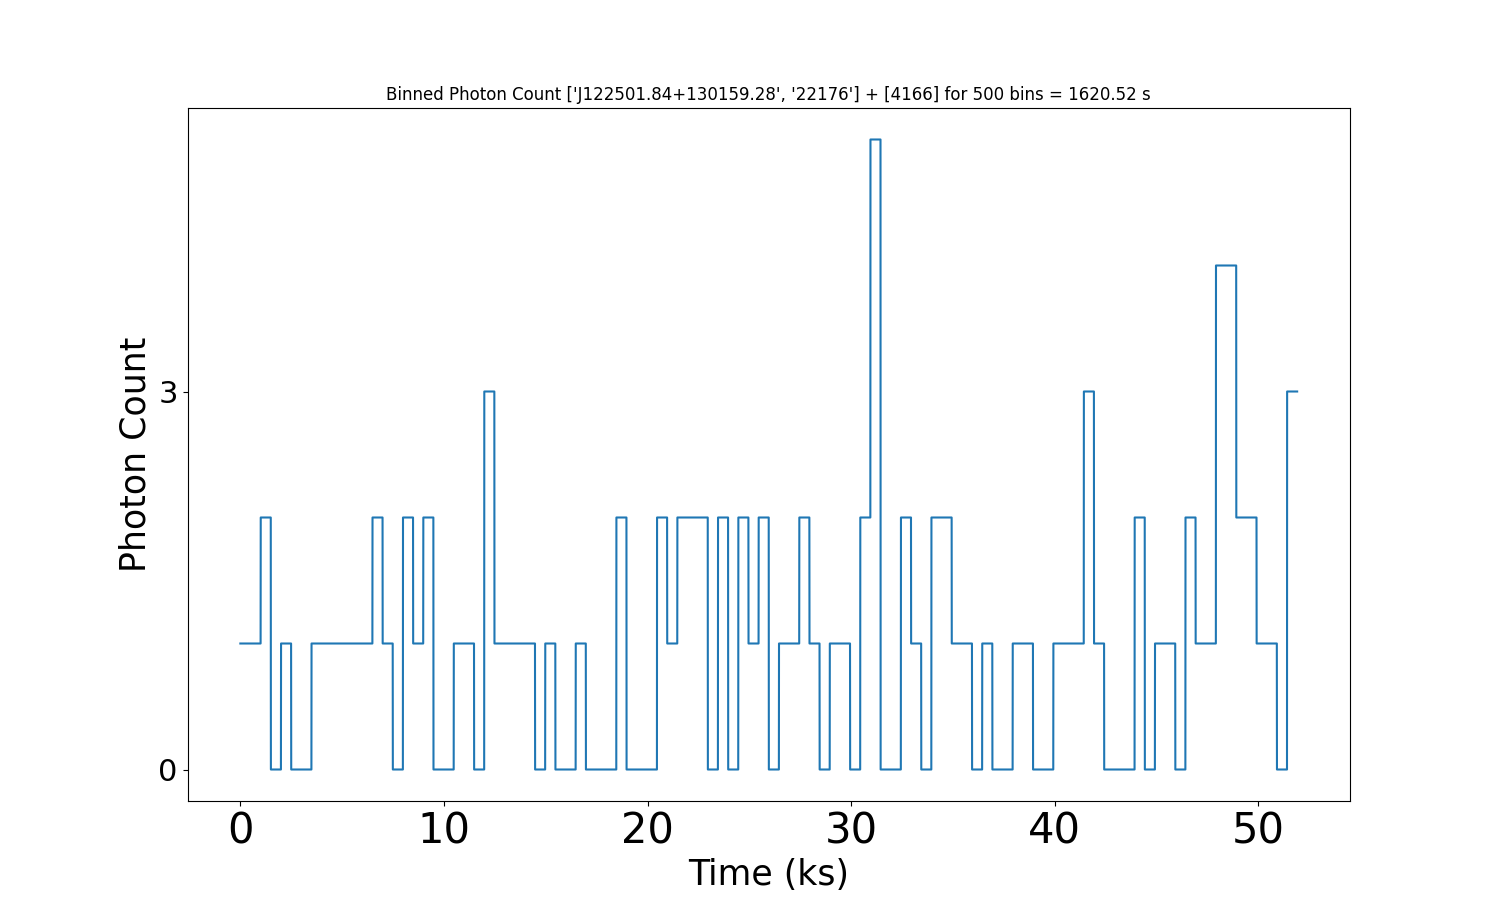 Binned Photon Count ['J122501.84+130159.28', '22176'] + [4166] for 500 bins = 1620.52 s
Photon Count
3
0
0 10 20 30 40 50
Time (ks)